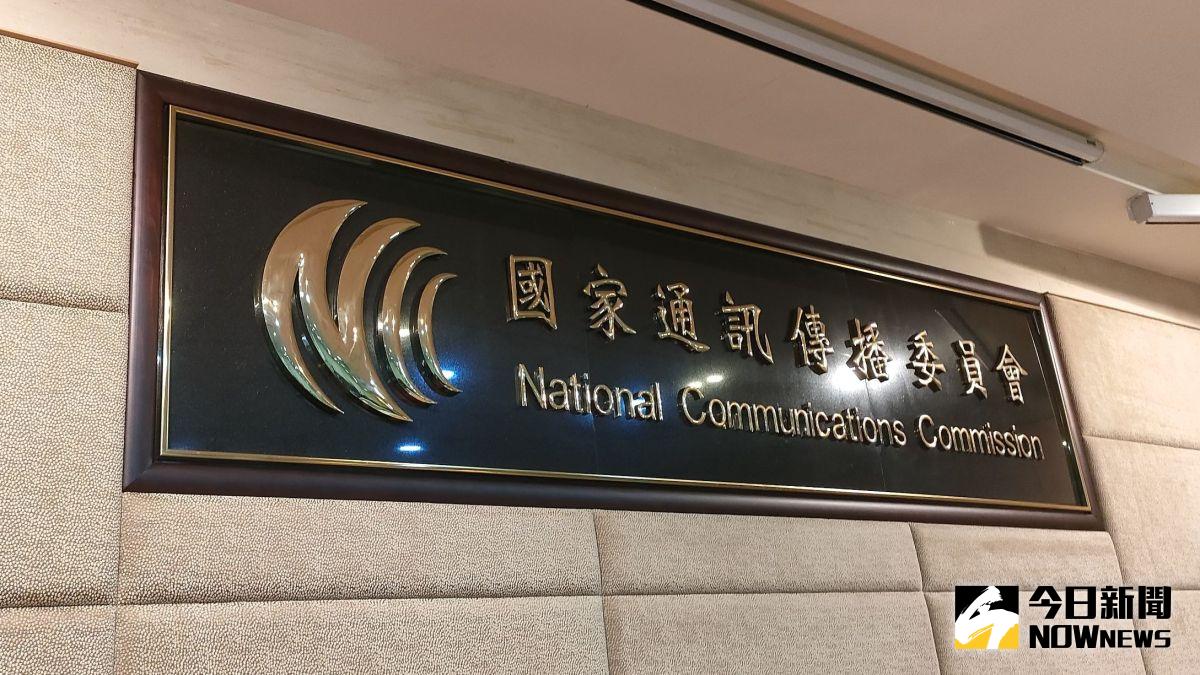 國家通訊傳播委員會
National Communications Commission
今日新聞
NOWNEWS